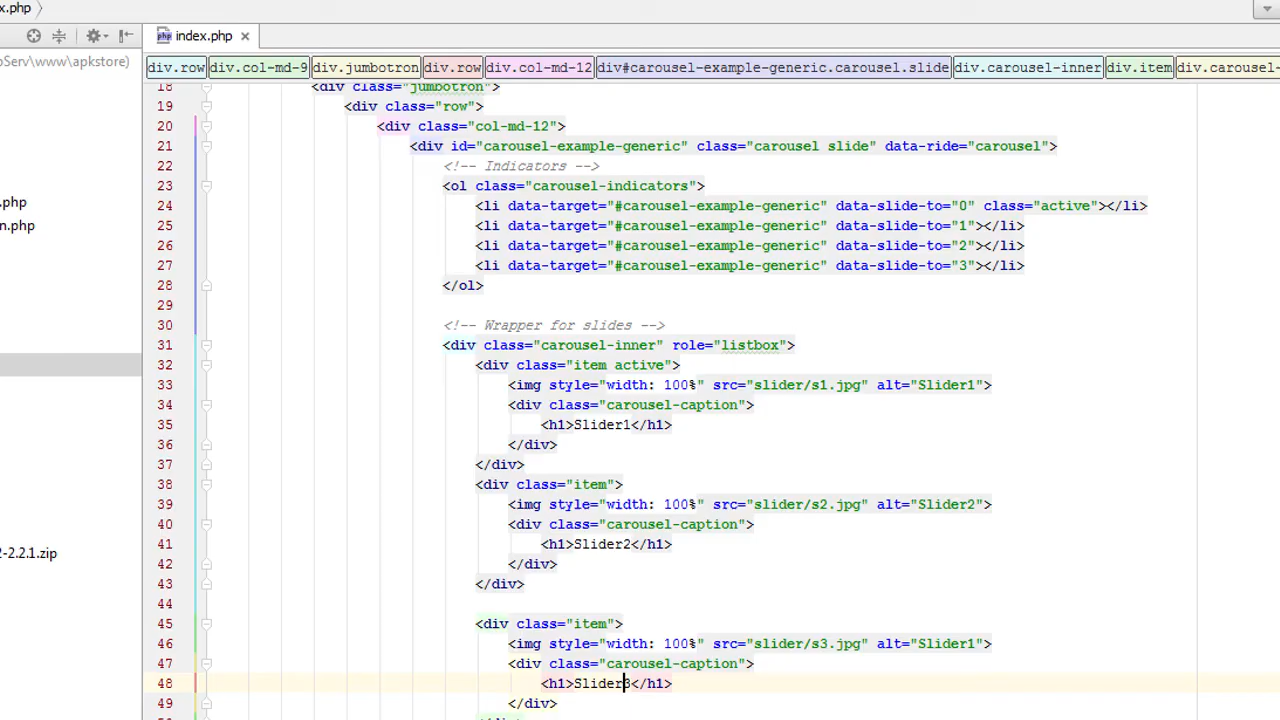 x.php
index.php
pServ\www\apkstore)
div.row div.col-md-9 div.jumbotron div.row div.col-md-12 div#carousel-example-generic.carousel.slide div.carousel-inner div.item div.carousel-
18 <div class="jumbotron">
19 <div class="row">
20 <div class="col-md-12">
21 <div id="carousel-example-generic" class="carousel slide" data-ride="carousel">
22 <!-- Indicators -->
23 <ol class="carousel-indicators">
24 <li data-target="#carousel-example-generic" data-slide-to="0" class="active"></li>
25 <li data-target="#carousel-example-generic" data-slide-to="1"></li>
26 <li data-target="#carousel-example-generic" data-slide-to="2"></li>
27 <li data-target="#carousel-example-generic" data-slide-to="3"></li>
28 </ol>
29
30 <!-- Wrapper for slides -->
31 <div class="carousel-inner" role="listbox">
32 <div class="item active">
33 <img style="width: 100%" src="slider/s1.jpg" alt="Slider1">
34 <div class="carousel-caption">
35 <h1>Slider1</h1>
36 </div>
37 </div>
38 <div class="item">
39 <img style="width: 100%" src="slider/s2.jpg" alt="Slider2">
40 <div class="carousel-caption">
41 <h1>Slider2</h1>
42 </div>
43 </div>
44
45 <div class="item">
46 <img style="width: 100%" src="slider/s3.jpg" alt="Slider1">
47 <div class="carousel-caption">
48 <h1>Slider3</h1>
49 </div>
.php
n.php
2-2.2.1.zip